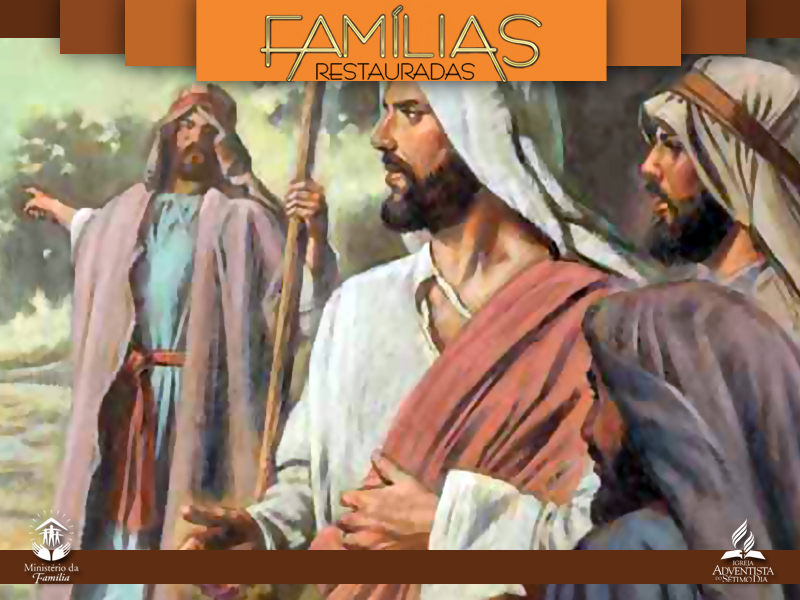 FAMÍLIAS
RESTAURADAS
Ministério da
Família
IGREJA
ADVENTISTA
DO SÉTIMO DIA